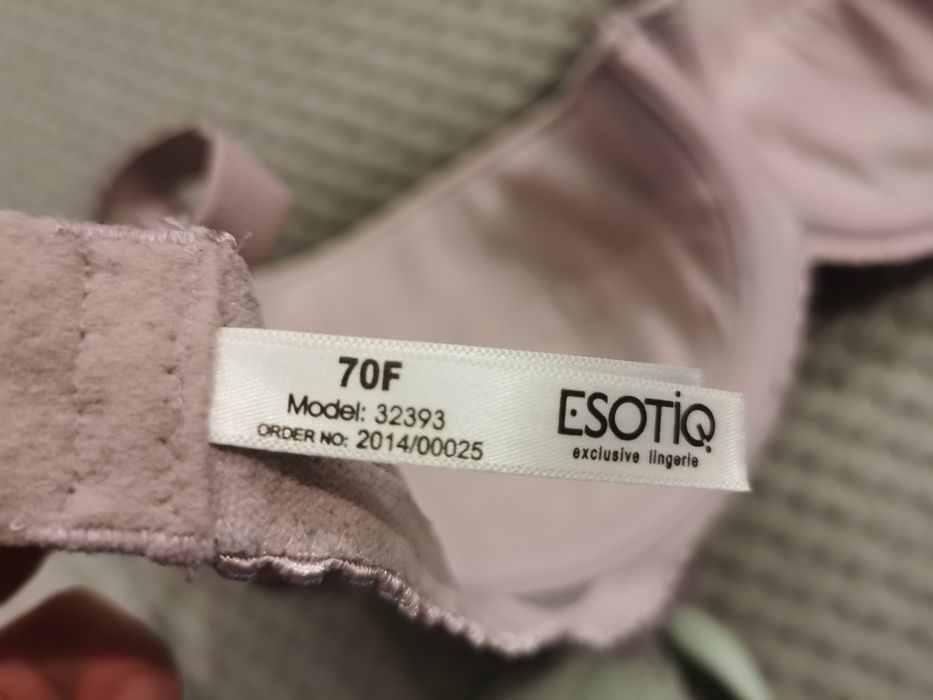 70F
Model: 32393
ORDER NO: 2014/00025
ESOTIQ
exclusive lingerie